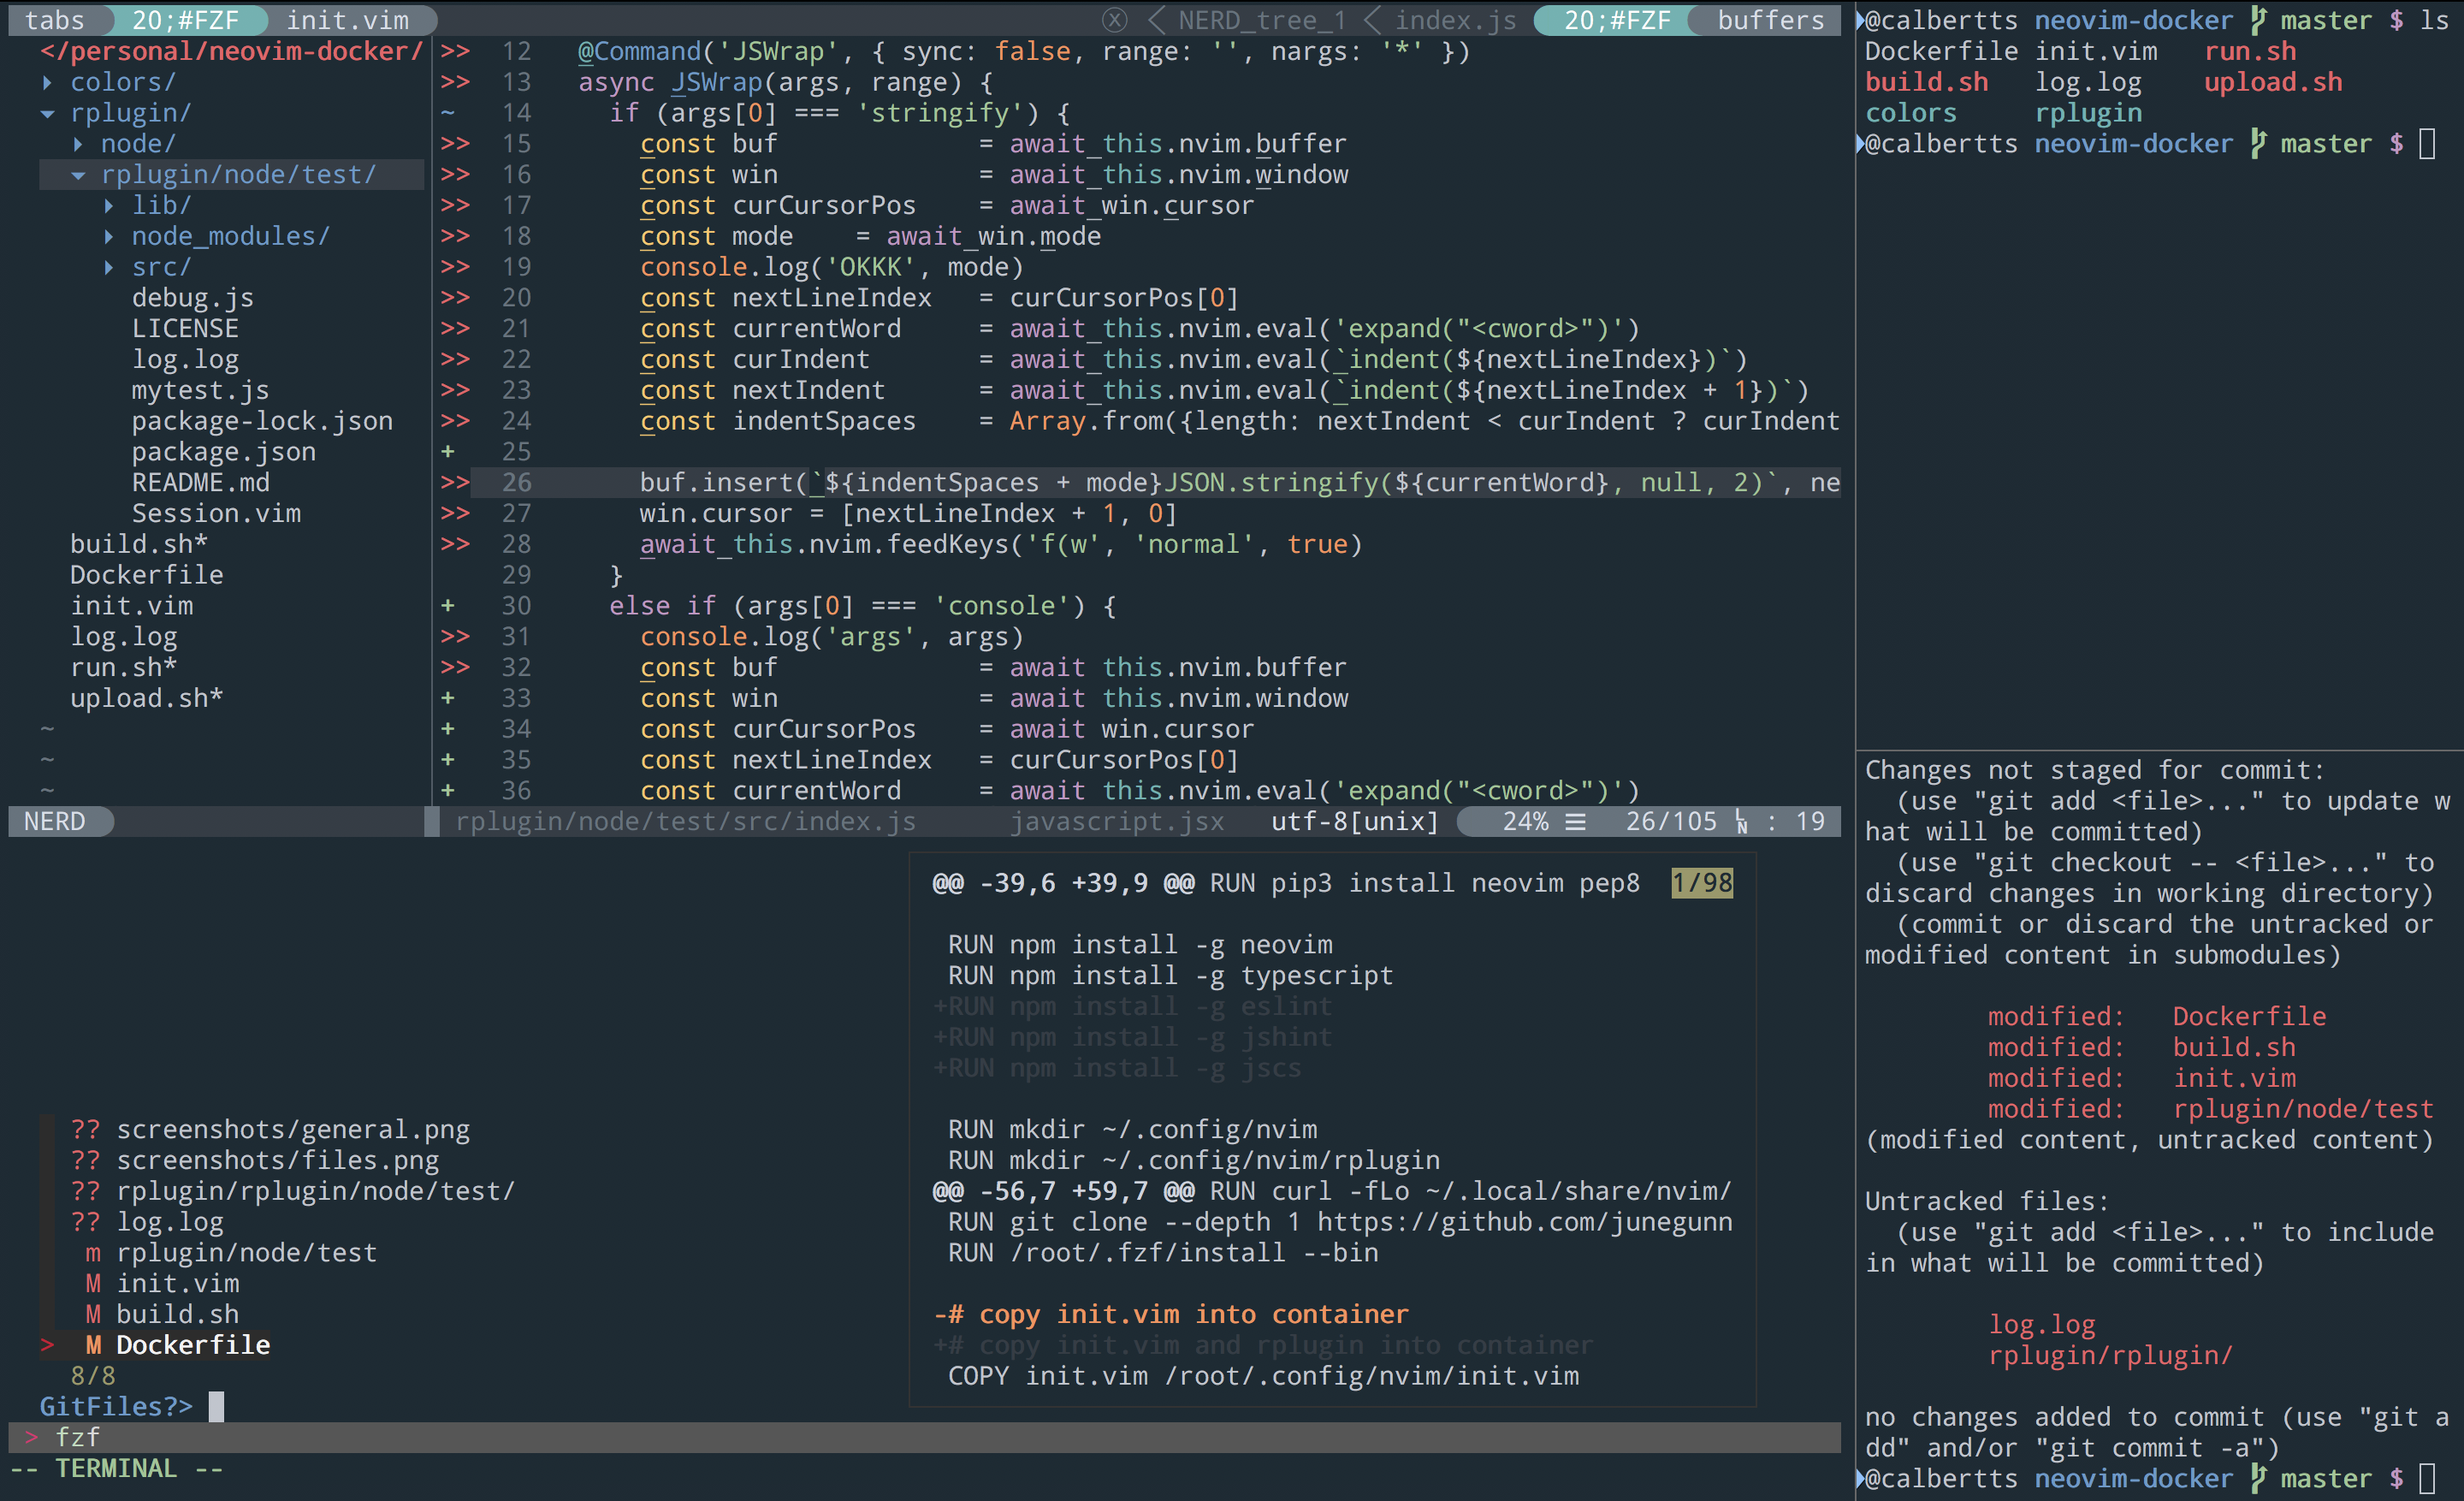 tabs 20;#FZF init.vim ⓧ < NERD_tree_1 < index.js 20;#FZF buffers
</personal/neovim-docker/
▸ colors/
▾ rplugin/
▸ node/
▾ rplugin/node/test/
▸ lib/
▸ node_modules/
▸ src/
debug.js
LICENSE
log.log
mytest.js
package-lock.json
package.json
README.md
Session.vim
build.sh*
Dockerfile
init.vim
log.log
run.sh*
upload.sh*
~
~
~
>> 12 @Command('JSWrap', { sync: false, range: '', nargs: '*' })
>> 13 async JSWrap(args, range) {
~ 14 if (args[0] === 'stringify') {
>> 15 const buf = await this.nvim.buffer
>> 16 const win = await this.nvim.window
>> 17 const curCursorPos = await win.cursor
>> 18 const mode = await win.mode
>> 19 console.log('OKKK', mode)
>> 20 const nextLineIndex = curCursorPos[0]
>> 21 const currentWord = await this.nvim.eval('expand("<cword>")')
>> 22 const curIndent = await this.nvim.eval(`indent(${nextLineIndex})`)
>> 23 const nextIndent = await this.nvim.eval(`indent(${nextLineIndex + 1})`)
>> 24 const indentSpaces = Array.from({length: nextIndent < curIndent ? curIndent
+ 25
>> 26 buf.insert(`${indentSpaces + mode}JSON.stringify(${currentWord}, null, 2)`, ne
>> 27 win.cursor = [nextLineIndex + 1, 0]
>> 28 await this.nvim.feedKeys('f(w', 'normal', true)
29 }
+ 30 else if (args[0] === 'console') {
>> 31 console.log('args', args)
>> 32 const buf = await this.nvim.buffer
+ 33 const win = await this.nvim.window
+ 34 const curCursorPos = await win.cursor
+ 35 const nextLineIndex = curCursorPos[0]
+ 36 const currentWord = await this.nvim.eval('expand("<cword>")')
NERD rplugin/node/test/src/index.js javascript.jsx utf-8[unix] 24% ☰ 26/105 LN : 19
?? screenshots/general.png
?? screenshots/files.png
?? rplugin/rplugin/node/test/
?? log.log
m rplugin/node/test
M init.vim
M build.sh
> M Dockerfile
8/8
GitFiles?>
> fzf
-- TERMINAL --
@@ -39,6 +39,9 @@ RUN pip3 install neovim pep8 1/98
RUN npm install -g neovim
RUN npm install -g typescript
+RUN npm install -g eslint
+RUN npm install -g jshint
+RUN npm install -g jscs
RUN mkdir ~/.config/nvim
RUN mkdir ~/.config/nvim/rplugin
@@ -56,7 +59,7 @@ RUN curl -fLo ~/.local/share/nvim/
RUN git clone --depth 1 https://github.com/junegunn
RUN /root/.fzf/install --bin
-# copy init.vim into container
+# copy init.vim and rplugin into container
COPY init.vim /root/.config/nvim/init.vim
@calbertts neovim-docker master $ ls
Dockerfile init.vim run.sh
build.sh log.log upload.sh
colors rplugin
@calbertts neovim-docker master $
Changes not staged for commit:
(use "git add <file>..." to update w
hat will be committed)
(use "git checkout -- <file>..." to
discard changes in working directory)
(commit or discard the untracked or
modified content in submodules)
modified: Dockerfile
modified: build.sh
modified: init.vim
modified: rplugin/node/test
(modified content, untracked content)
Untracked files:
(use "git add <file>..." to include
in what will be committed)
log.log
rplugin/rplugin/
no changes added to commit (use "git a
dd" and/or "git commit -a")
@calbertts neovim-docker master $